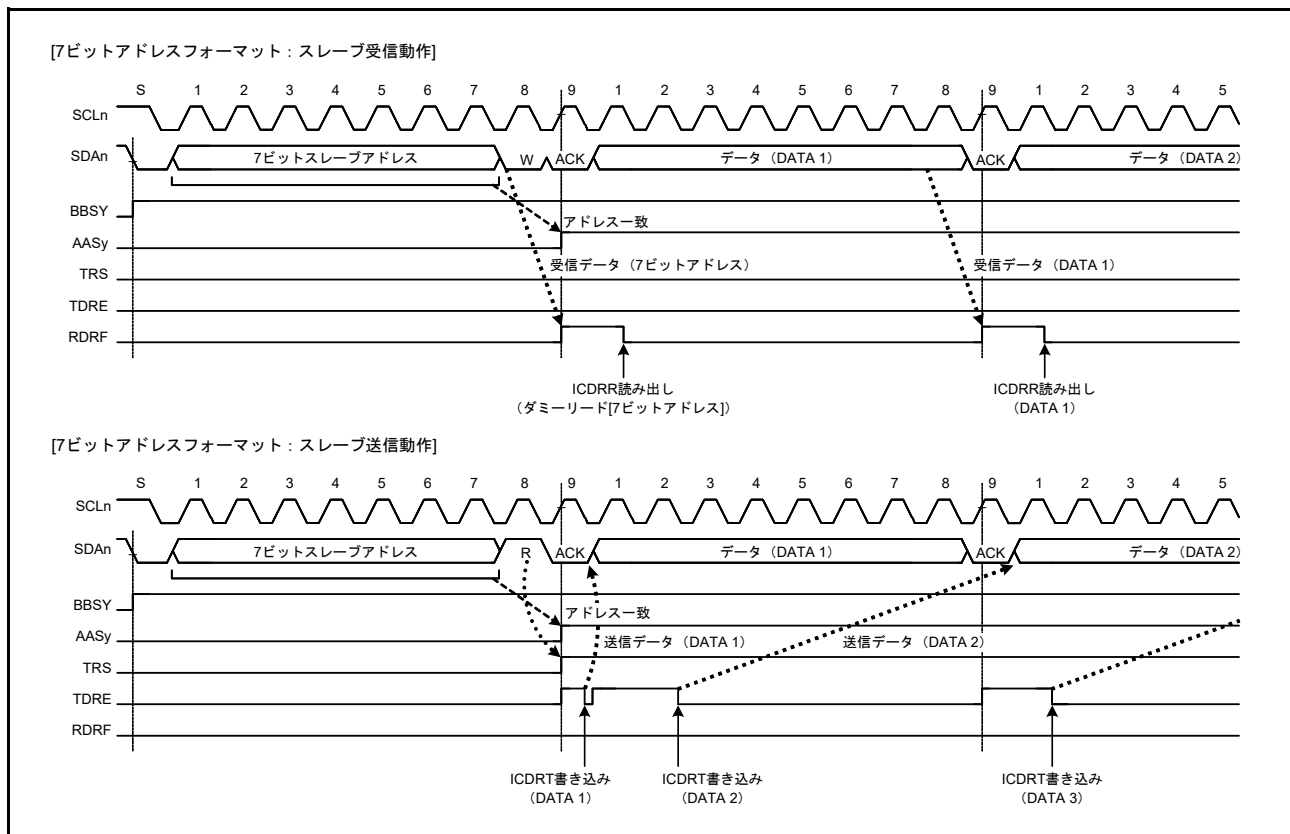 [7ビットアドレスフォーマット：スレーブ受信動作]
S 1 2 3 4 5 6 7 8 9 1 2 3 4 5 6 7 8 9 1 2 3 4 5
SCLn
SDAn 7ビットスレーブアドレス W ACK データ（DATA 1） ACK データ（DATA 2）
BBSY
アドレス一致
AASy
受信データ（7ビットアドレス） 受信データ（DATA 1）
TRS
TDRE
RDRF
ICDRR読み出し ICDRR読み出し
（ダミーリード[7ビットアドレス]） （DATA 1）
[7ビットアドレスフォーマット：スレーブ送信動作]
S 1 2 3 4 5 6 7 8 9 1 2 3 4 5 6 7 8 9 1 2 3 4 5
SCLn
SDAn 7ビットスレーブアドレス R ACK データ（DATA 1） ACK データ（DATA 2）
BBSY
アドレス一致
AASy
送信データ（DATA 1） 送信データ（DATA 2）
TRS
TDRE
RDRF
ICDRT書き込み ICDRT書き込み ICDRT書き込み
（DATA 1） （DATA 2） （DATA 3）